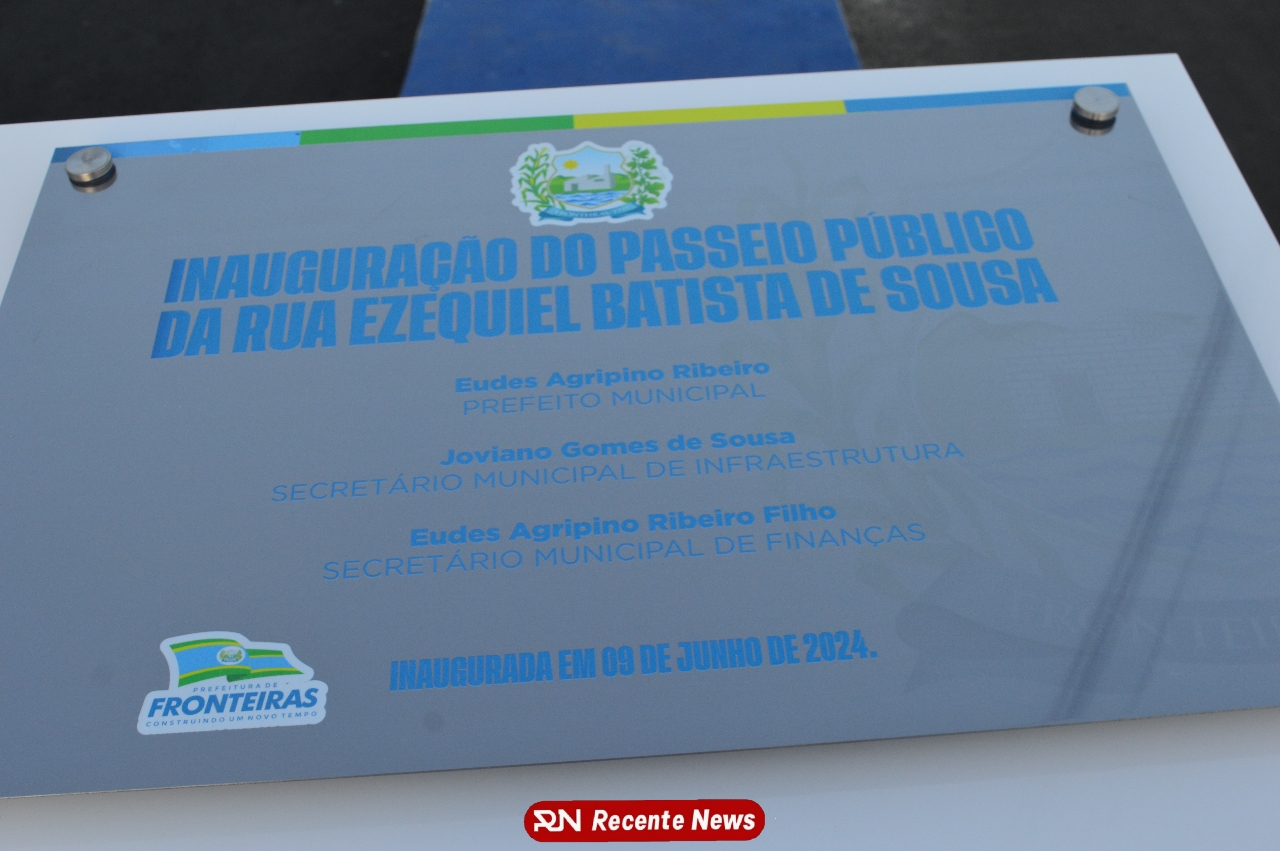 INAUGURAÇÃO DO PASSEIO PÚBLICO
DA RUA EZÉQUIEL BATISTA DE SOUSA
Eudes Agripino Ribeiro
PREFEITO MUNICIPAL
Joviano Gomes de Sousa
SECRETÁRIO MUNICIPAL DE INFRAESTRUTURA
Eudes Agripino Ribeiro Filho
SECRETÁRIO MUNICIPAL DE FINANÇAS
INAUGURADA EM 09 DE JUNHO DE 2024.
PREFEITURA DE
FRONTEIRAS
CONSTRUINDO UM NOVO TEMPO
RN Recente News